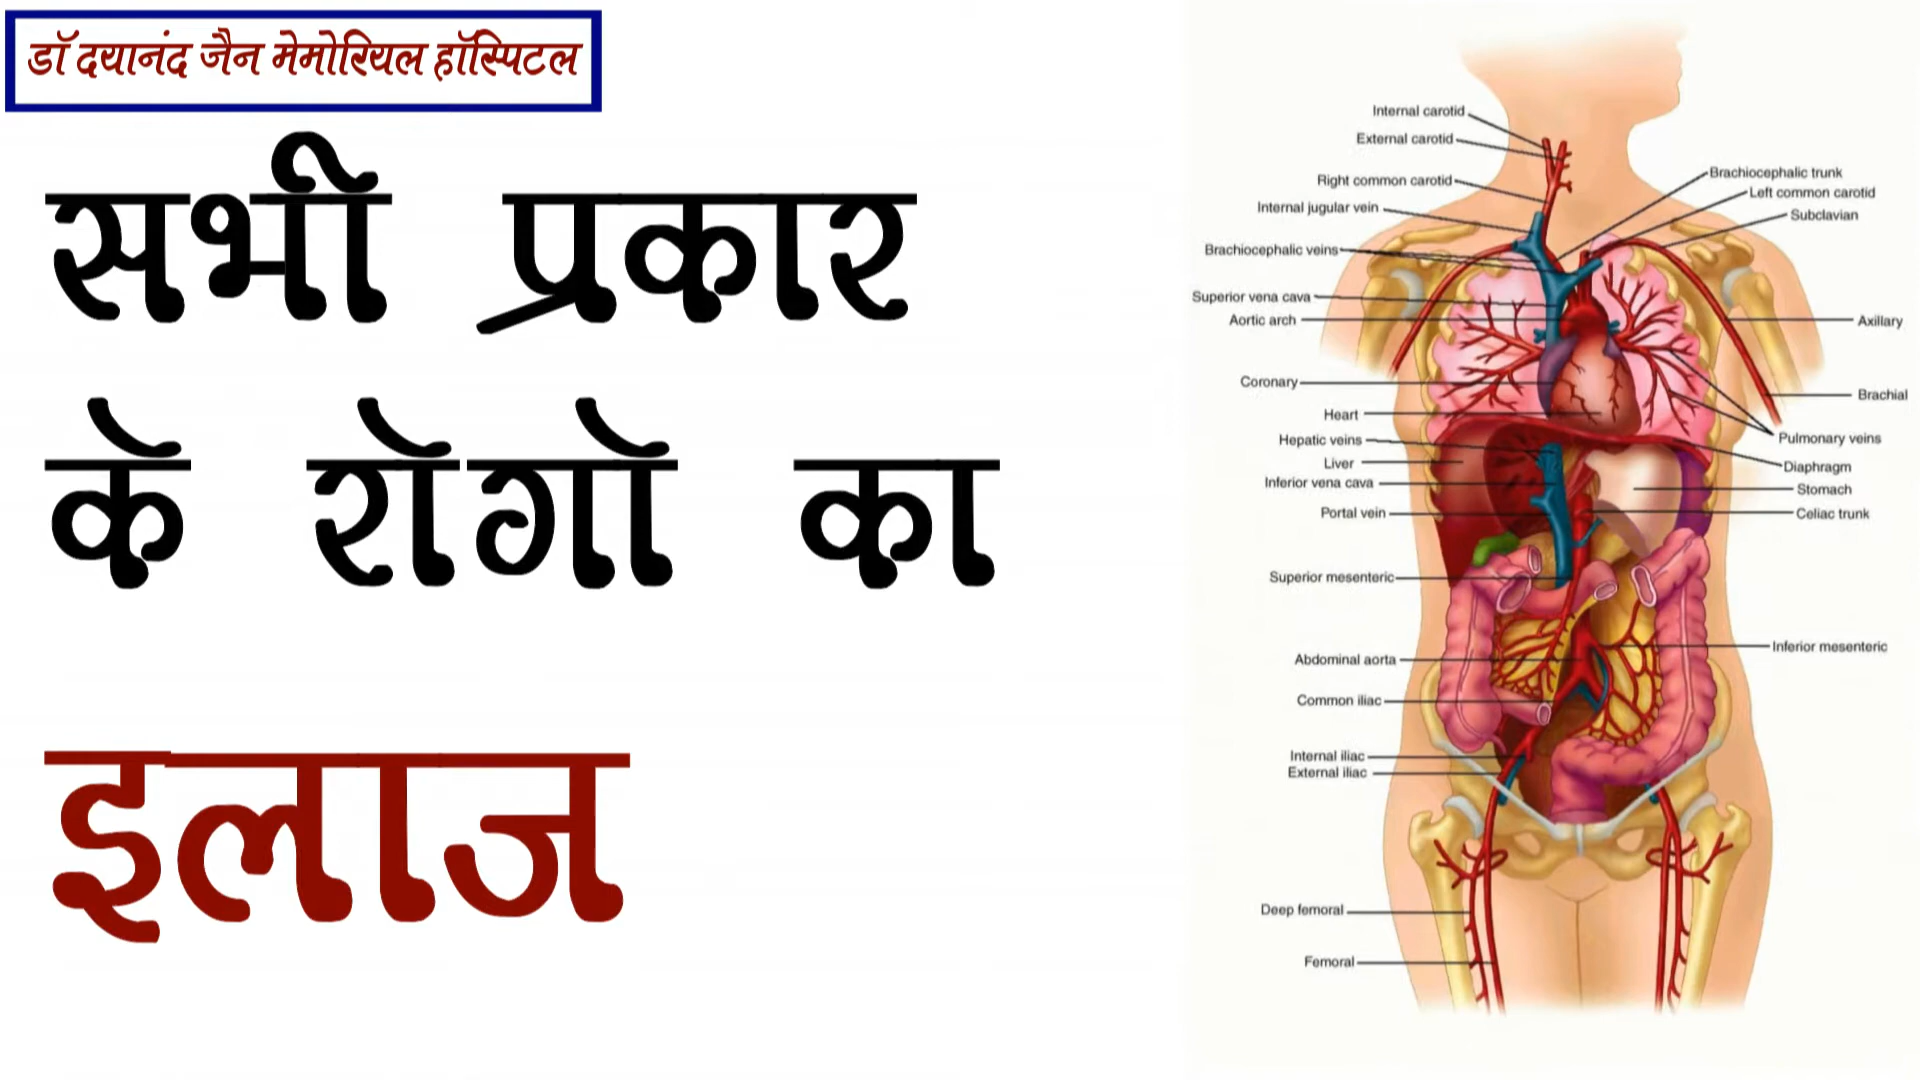 डॉ दयानंद जैन मेमोरियल हॉस्पिटल
सभी प्रकार
के रोगो का
इलाज
Internal carotid
External carotid
Right common carotid
Internal jugular vein
Brachiocephalic veins
Superior vena cava
Aortic arch
Coronary
Heart
Hepatic veins
Liver
Inferior vena cava
Portal vein
Superior mesenteric
Abdominal aorta
Common iliac
Internal iliac
External iliac
Deep femoral
Femoral
Brachiocephalic trunk
Left common carotid
Subclavian
Axillary
Brachial
Pulmonary veins
Diaphragm
Stomach
Celiac trunk
Inferior mesenteric